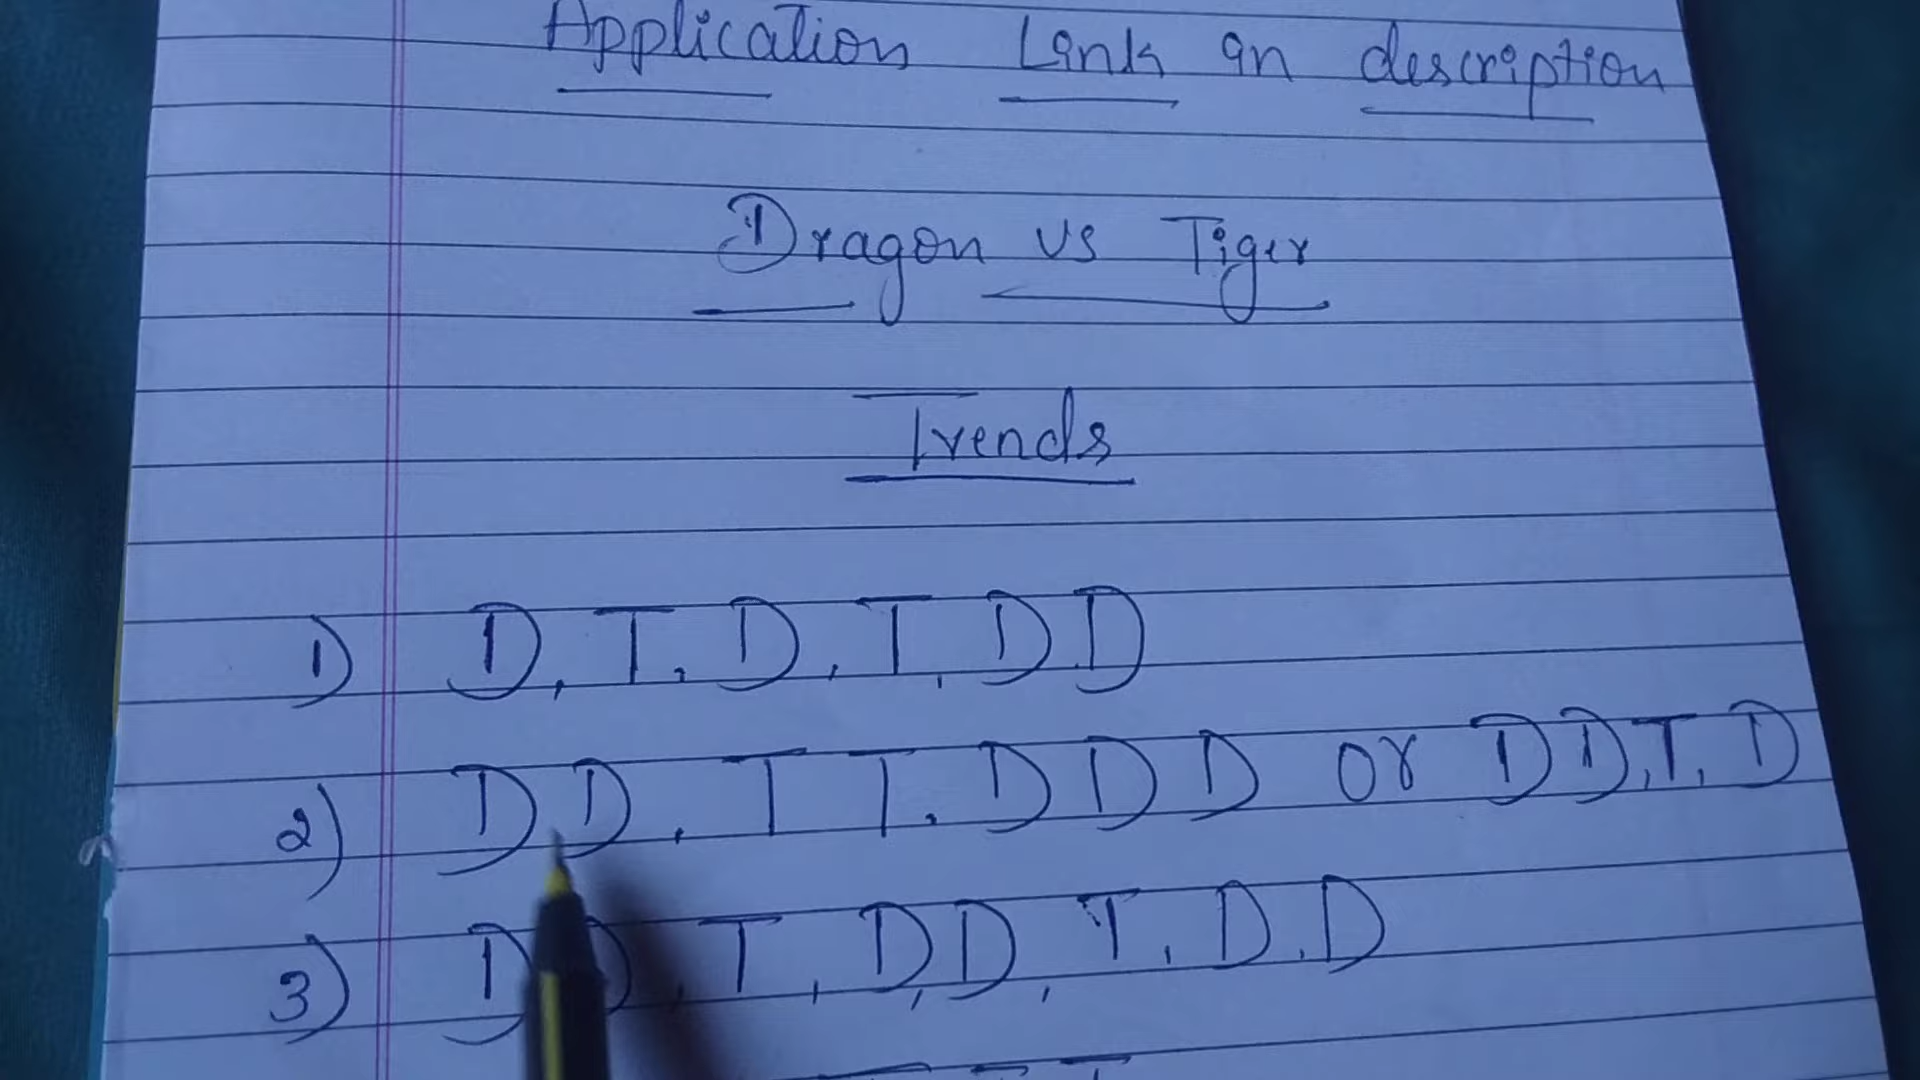 Application Link in description
Dragon vs Tiger
Trends
1) D, T, D, T, D D
2) D D, T T, D D D or D D, T, D
3) D D, T, D D, T, D, D